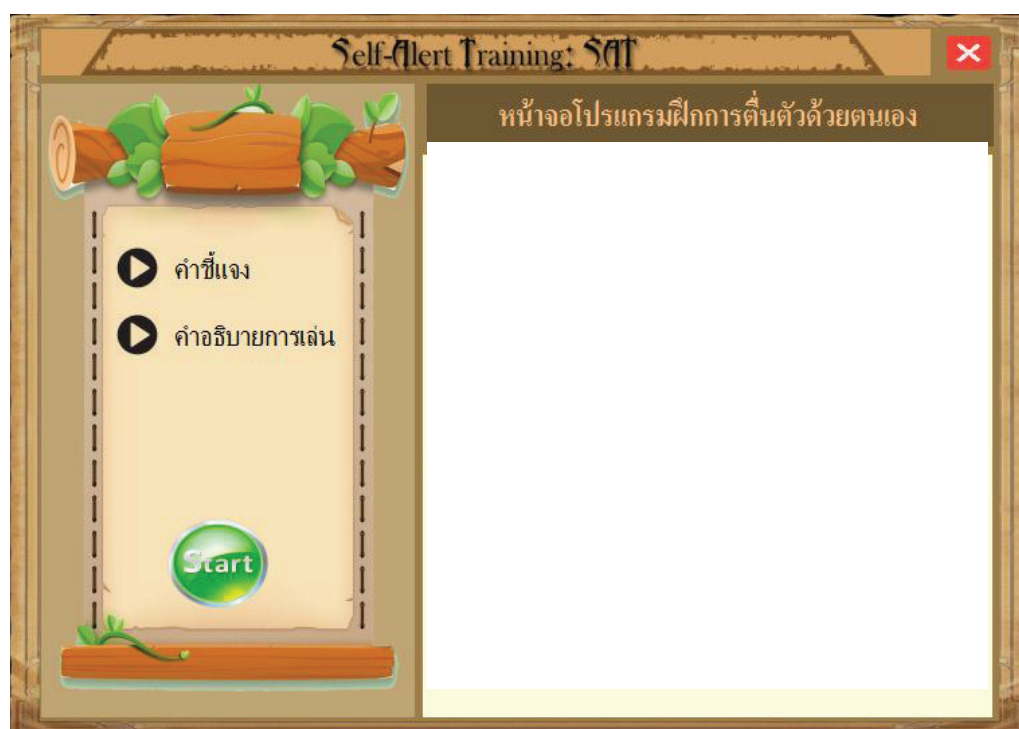 Self-Alert Training: SAT
หน้าจอโปรแกรมฝึกการตื่นตัวด้วยตนเอง
คำชี้แจง
คำอธิบายการเล่น
Start